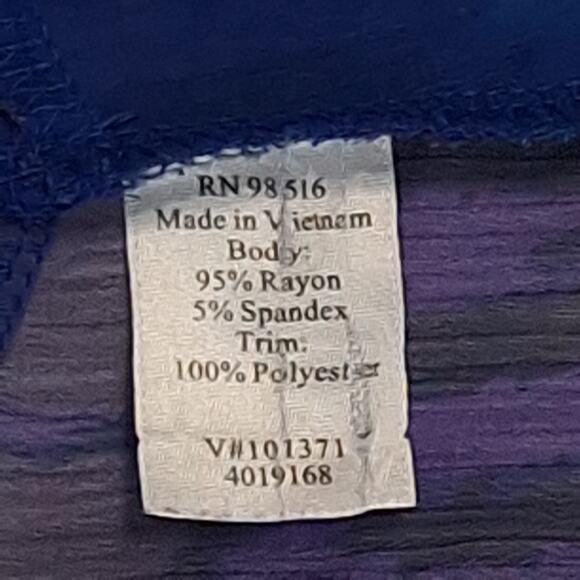 RN 98516
Made in Vietnam
Body:
95% Rayon
5% Spandex
Trim:
100% Polyester
V#101371
4019168